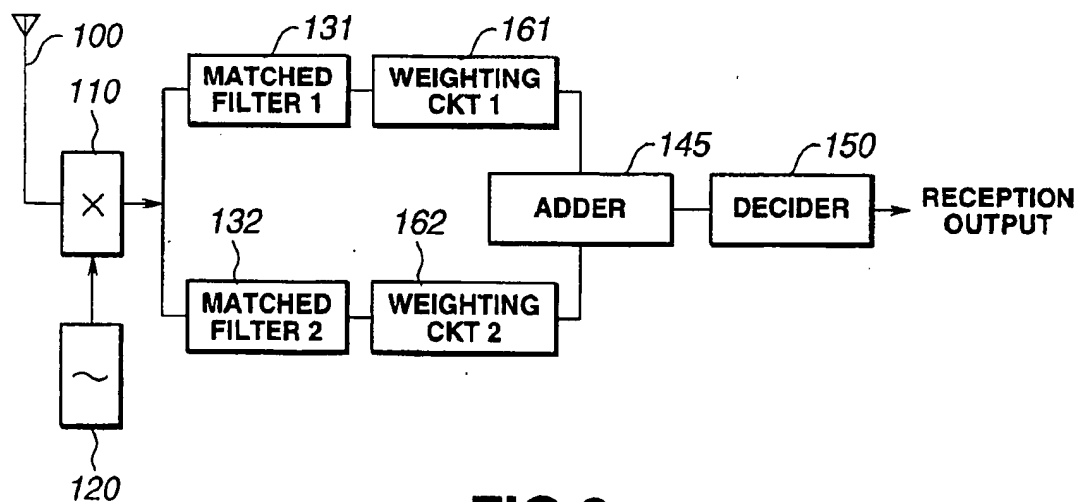 100
110
131
MATCHED
FILTER 1
161
WEIGHTING
CKT 1
×
145
ADDER
150
DECIDER
RECEPTION
OUTPUT
132
MATCHED
FILTER 2
162
WEIGHTING
CKT 2
~
120